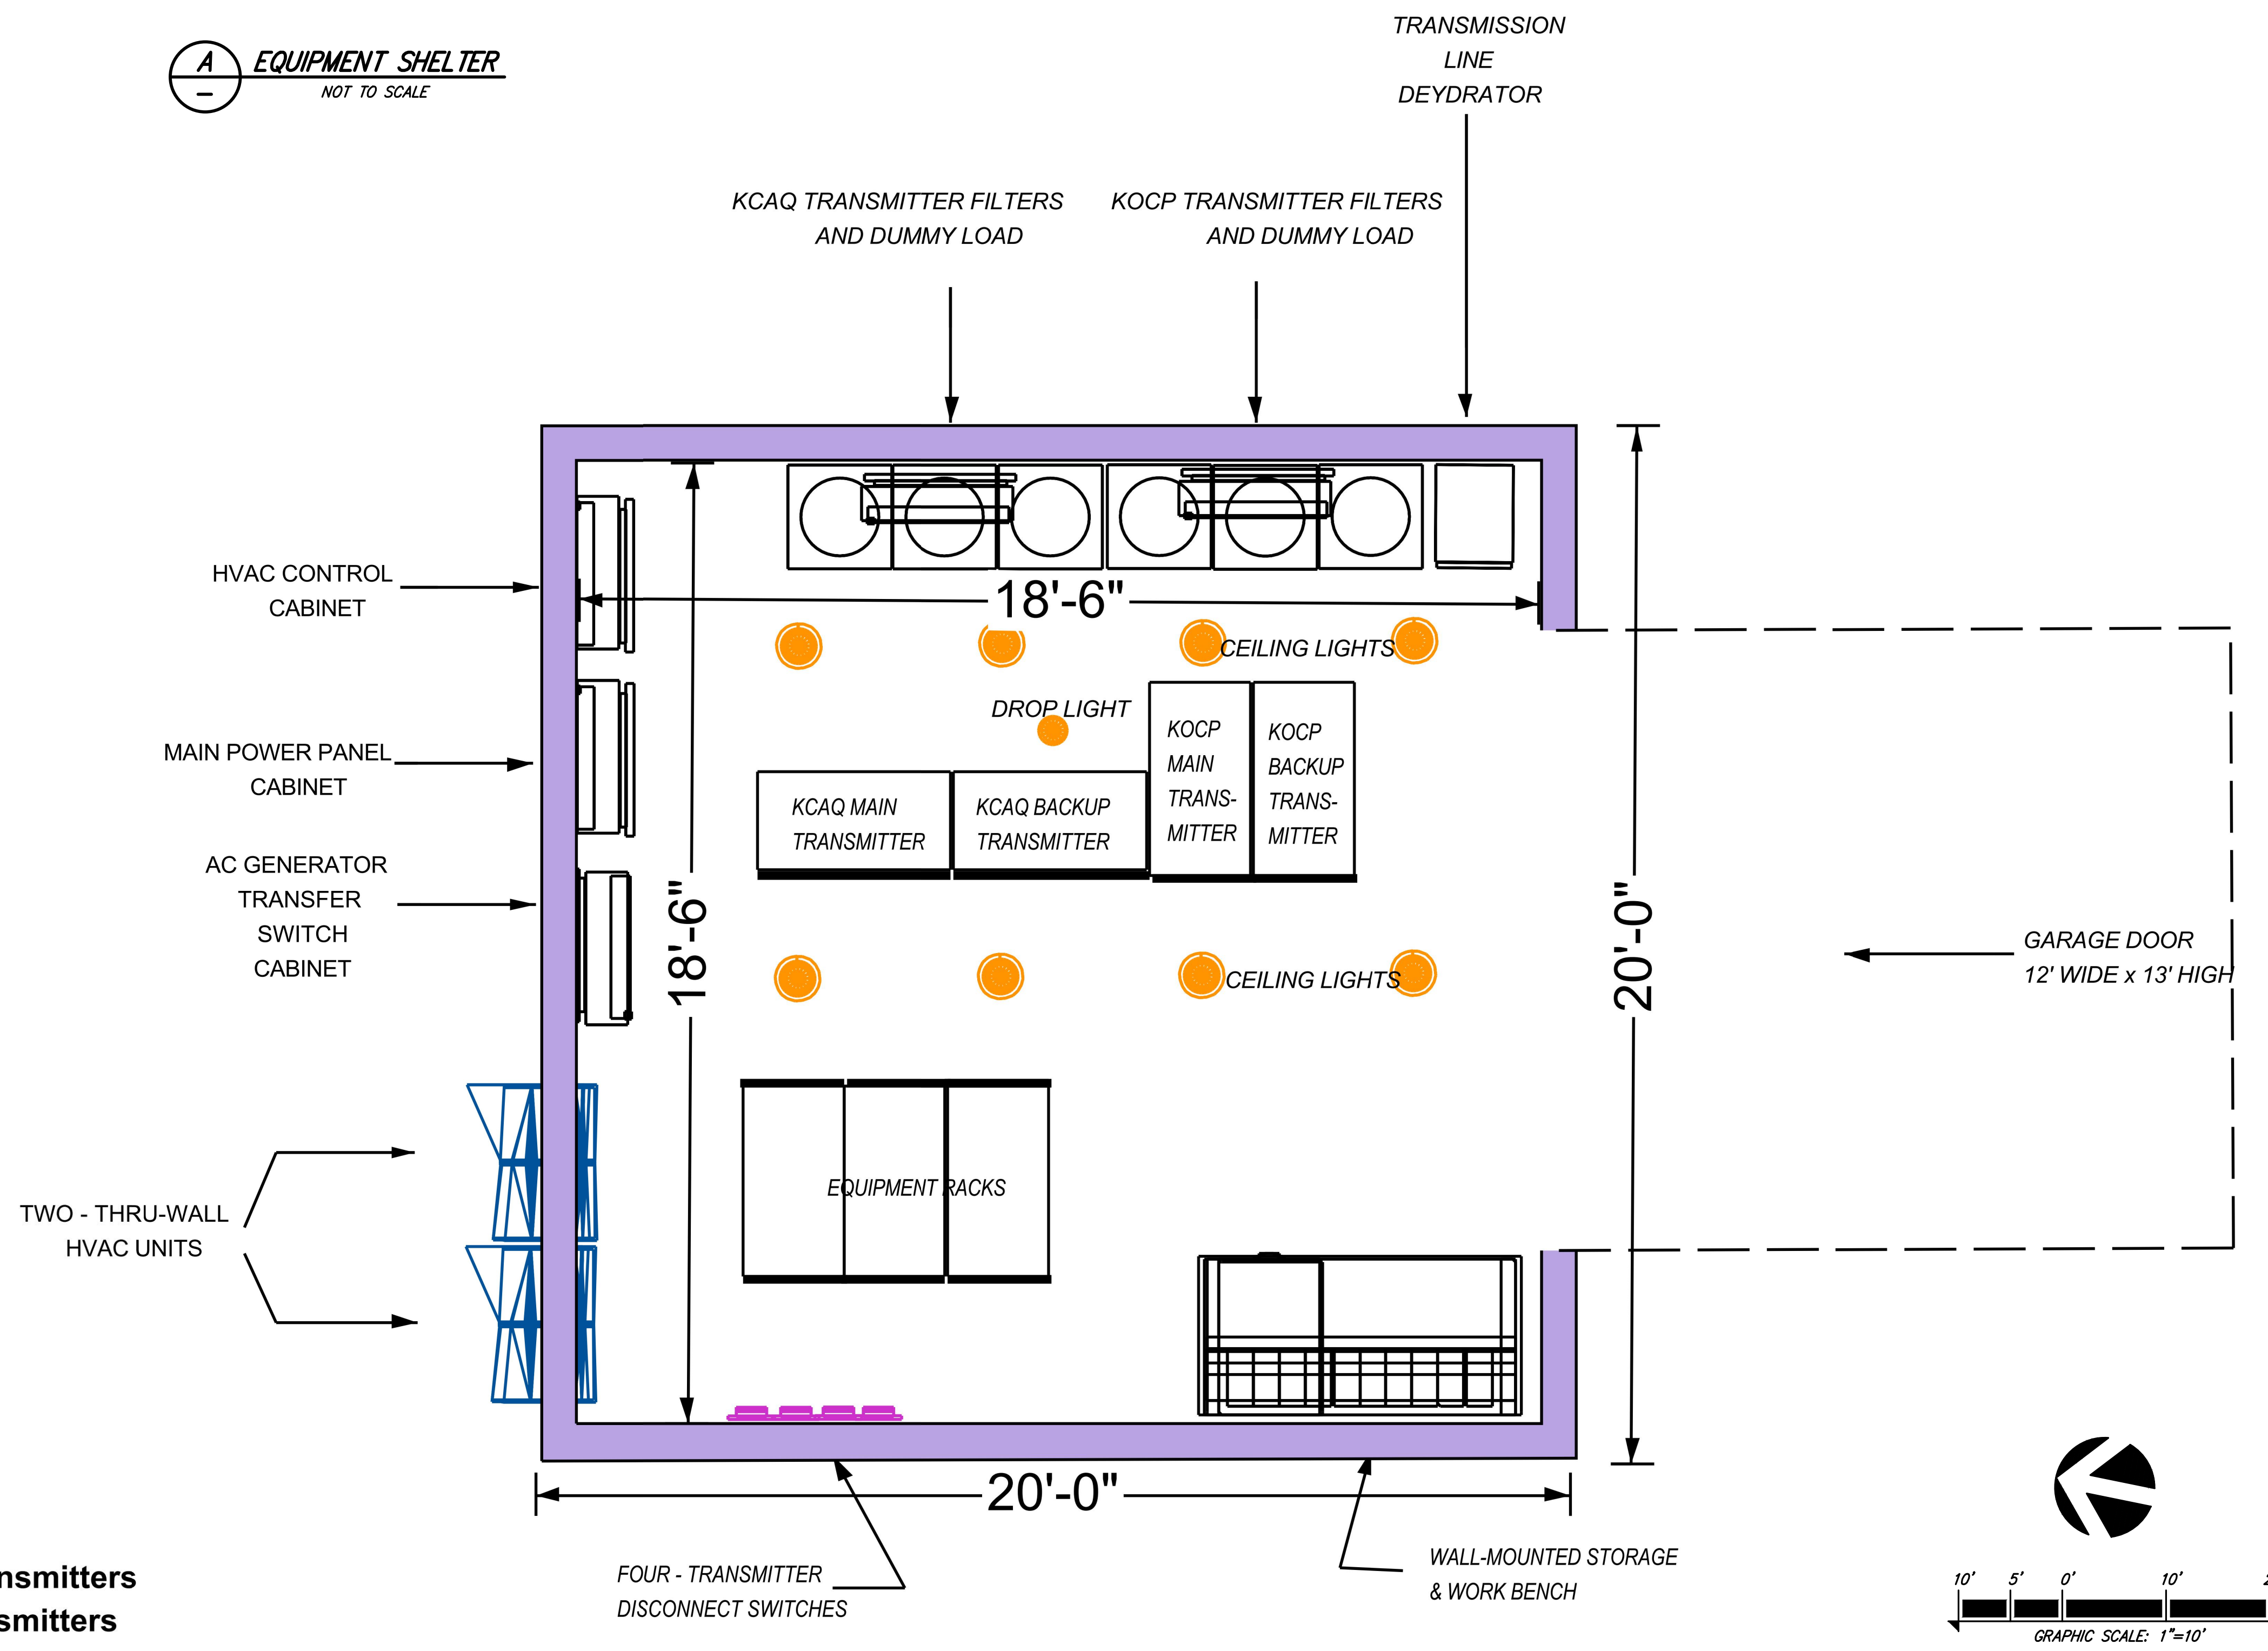 A
EQUIPMENT SHELTER
–
NOT TO SCALE
TRANSMISSION
LINE
DEYDRATOR
KCAQ TRANSMITTER FILTERS
AND DUMMY LOAD
KOCP TRANSMITTER FILTERS
AND DUMMY LOAD
HVAC CONTROL
CABINET
18'-6"
CEILING LIGHTS
DROP LIGHT
KOCP
MAIN
TRANS-
MITTER
KOCP
BACKUP
TRANS-
MITTER
MAIN POWER PANEL
CABINET
KCAQ MAIN
TRANSMITTER
KCAQ BACKUP
TRANSMITTER
AC GENERATOR
TRANSFER
SWITCH
CABINET
18'-6"
20'-0"
CEILING LIGHTS
GARAGE DOOR
12' WIDE x 13' HIGH
EQUIPMENT RACKS
TWO - THRU-WALL
HVAC UNITS
20'-0"
FOUR - TRANSMITTER
DISCONNECT SWITCHES
WALL-MOUNTED STORAGE
& WORK BENCH
nsmitters
smitters
10' 5' 0' 10' 2
GRAPHIC SCALE: 1"=10'